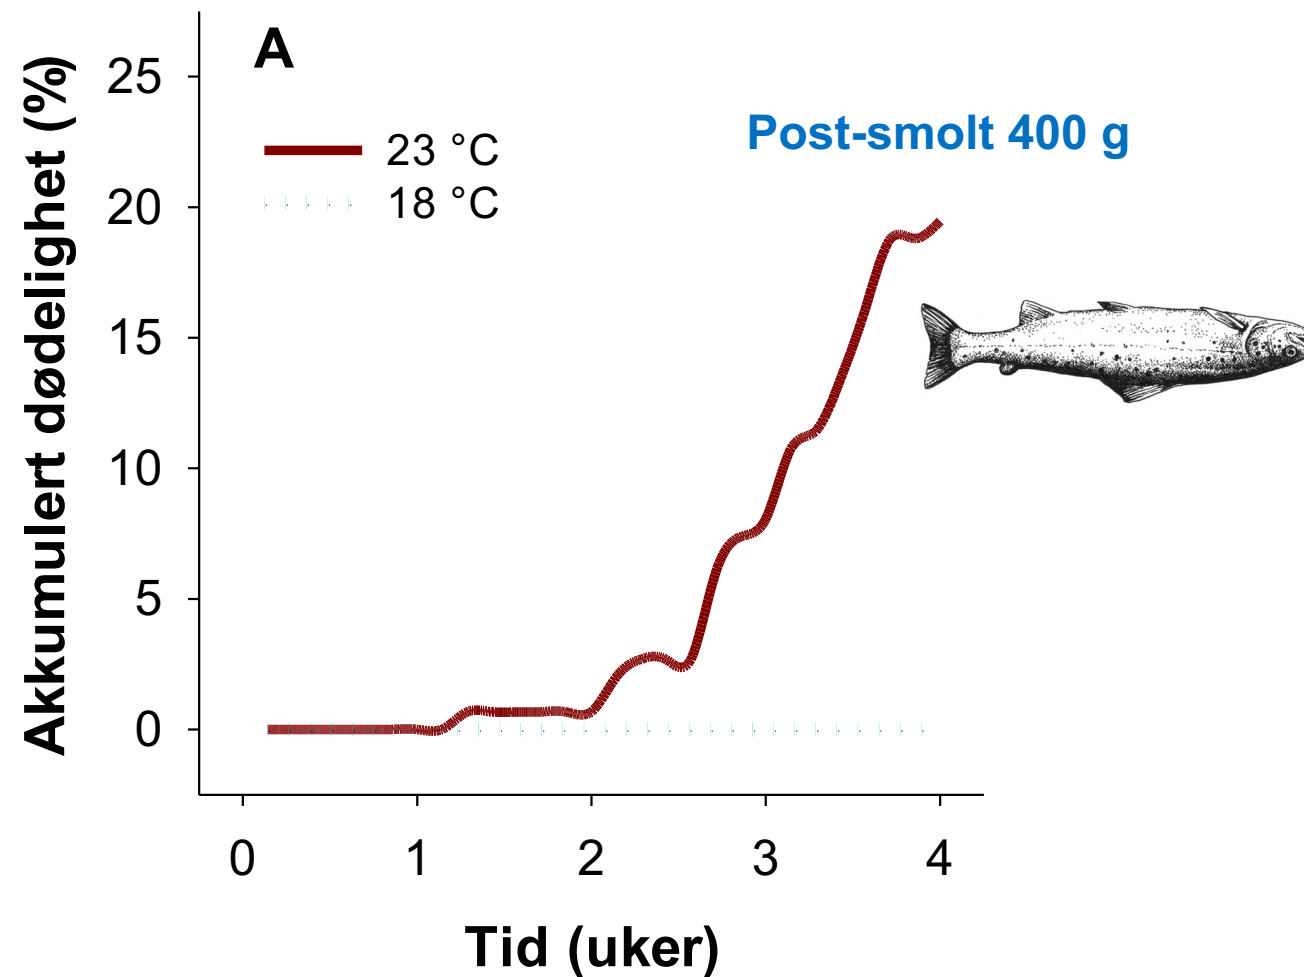 A
Post-smolt 400 g
23 °C
18 °C
Akkumulert dødelighet (%)
25
20
15
10
5
0
0 1 2 3 4
Tid (uker)